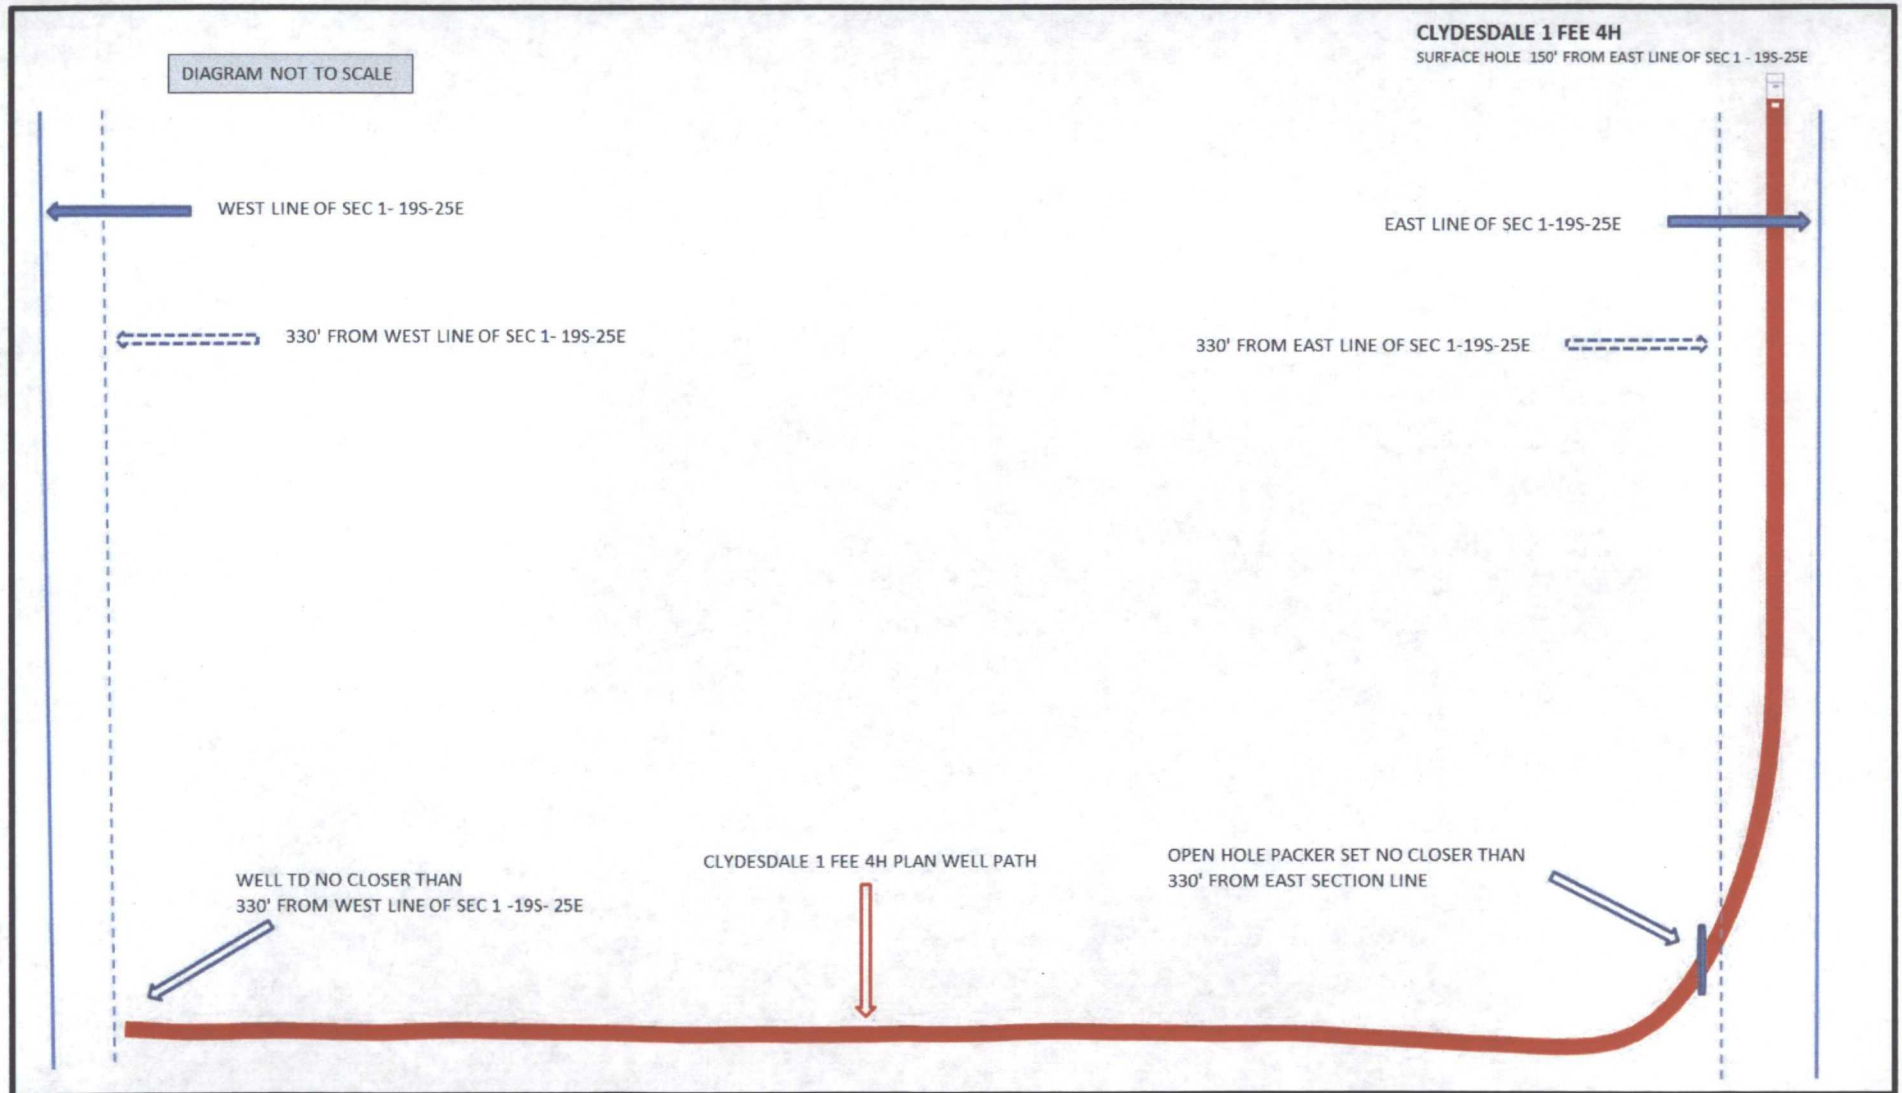 CLYDESDALE 1 FEE 4H
SURFACE HOLE 150' FROM EAST LINE OF SEC 1 - 19S-25E
DIAGRAM NOT TO SCALE
WEST LINE OF SEC 1- 19S-25E
EAST LINE OF SEC 1-19S-25E
330' FROM WEST LINE OF SEC 1- 19S-25E
330' FROM EAST LINE OF SEC 1-19S-25E
WELL TD NO CLOSER THAN
330' FROM WEST LINE OF SEC 1 -19S- 25E
CLYDESDALE 1 FEE 4H PLAN WELL PATH
OPEN HOLE PACKER SET NO CLOSER THAN
330' FROM EAST SECTION LINE